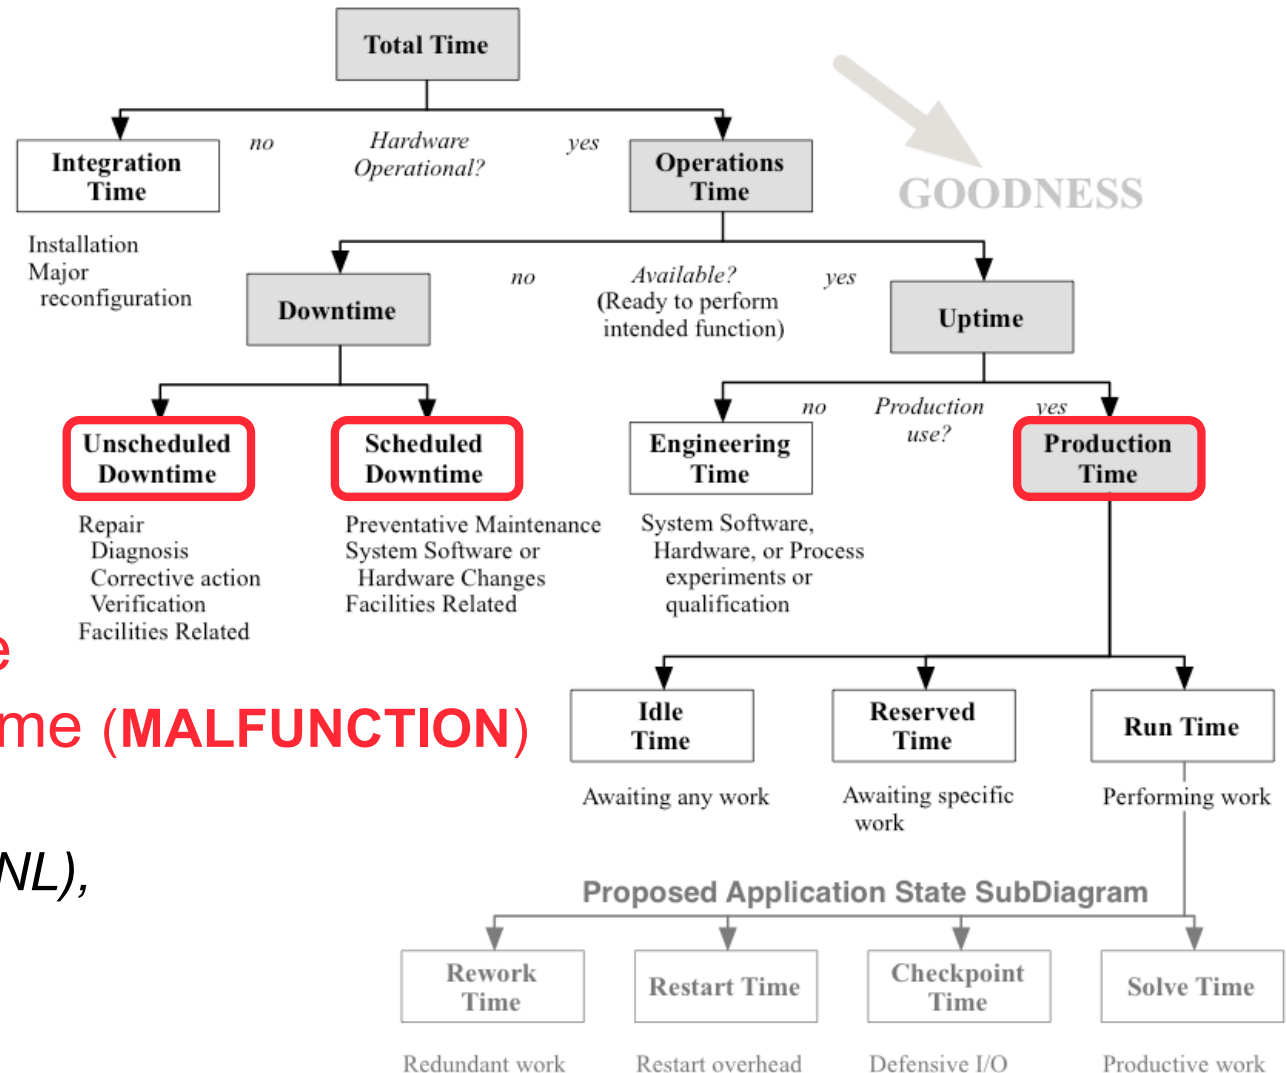 Total Time
no
Hardware
Operational?
yes
Integration
Time
Operations
Time
GOODNESS
Installation
Major
reconfiguration
no
Available?
(Ready to perform
intended function)
yes
Downtime
Uptime
no
Production
use?
yes
Unscheduled
Downtime
Scheduled
Downtime
Engineering
Time
Production
Time
Repair
Diagnosis
Corrective action
Verification
Facilities Related
Preventative Maintenance
System Software or
Hardware Changes
Facilities Related
System Software,
Hardware, or Process
experiments or
qualification
e
me (MALFUNCTION)
Idle
Time
Reserved
Time
Run Time
Awaiting any work
Awaiting specific
work
Performing work
NL),
Proposed Application State SubDiagram
Rework
Time
Restart Time
Checkpoint
Time
Solve Time
Redundant work
Restart overhead
Defensive I/O
Productive work